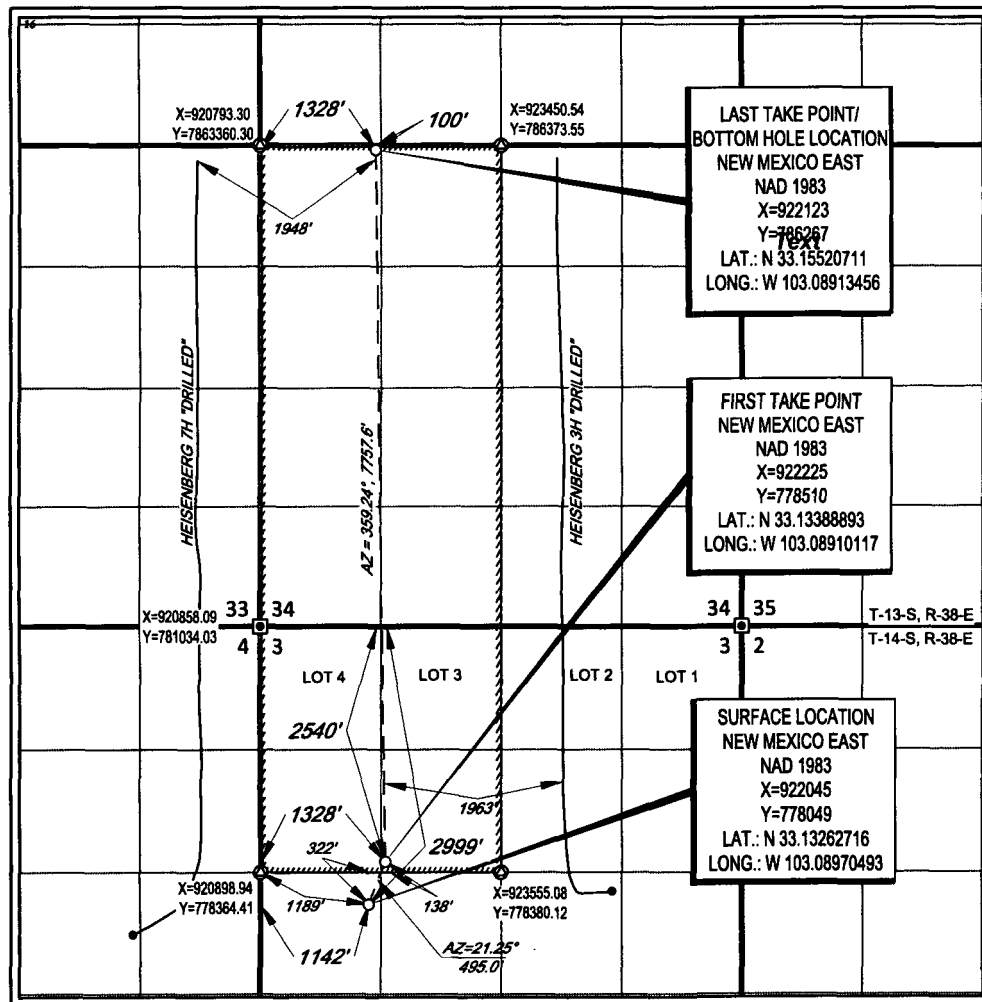 16
X=920793.30
Y=7863360.30
1328'
100'
X=923450.54
Y=786373.55
1948'
LAST TAKE POINT/
BOTTOM HOLE LOCATION
NEW MEXICO EAST
NAD 1983
X=922123
Y=786267
Text
LAT.: N 33.15520711
LONG.: W 103.08913456
HEISENBERG 7H "DRILLED"
AZ = 359.24°, 7757.6'
HEISENBERG 3H "DRILLED"
FIRST TAKE POINT
NEW MEXICO EAST
NAD 1983
X=922225
Y=778510
LAT.: N 33.13388893
LONG.: W 103.08910117
X=920858.09
Y=781034.03
33 34
4 3
34 35
3 2
T-13-S, R-38-E
T-14-S, R-38-E
LOT 4
LOT 3
LOT 2
LOT 1
2540'
1963'
1328'
322'
2999'
SURFACE LOCATION
NEW MEXICO EAST
NAD 1983
X=922045
Y=778049
LAT.: N 33.13262716
LONG.: W 103.08970493
X=920898.94
Y=778364.41
1189'
138'
X=923555.08
Y=778380.12
1142'
AZ=21.25°
495.0'